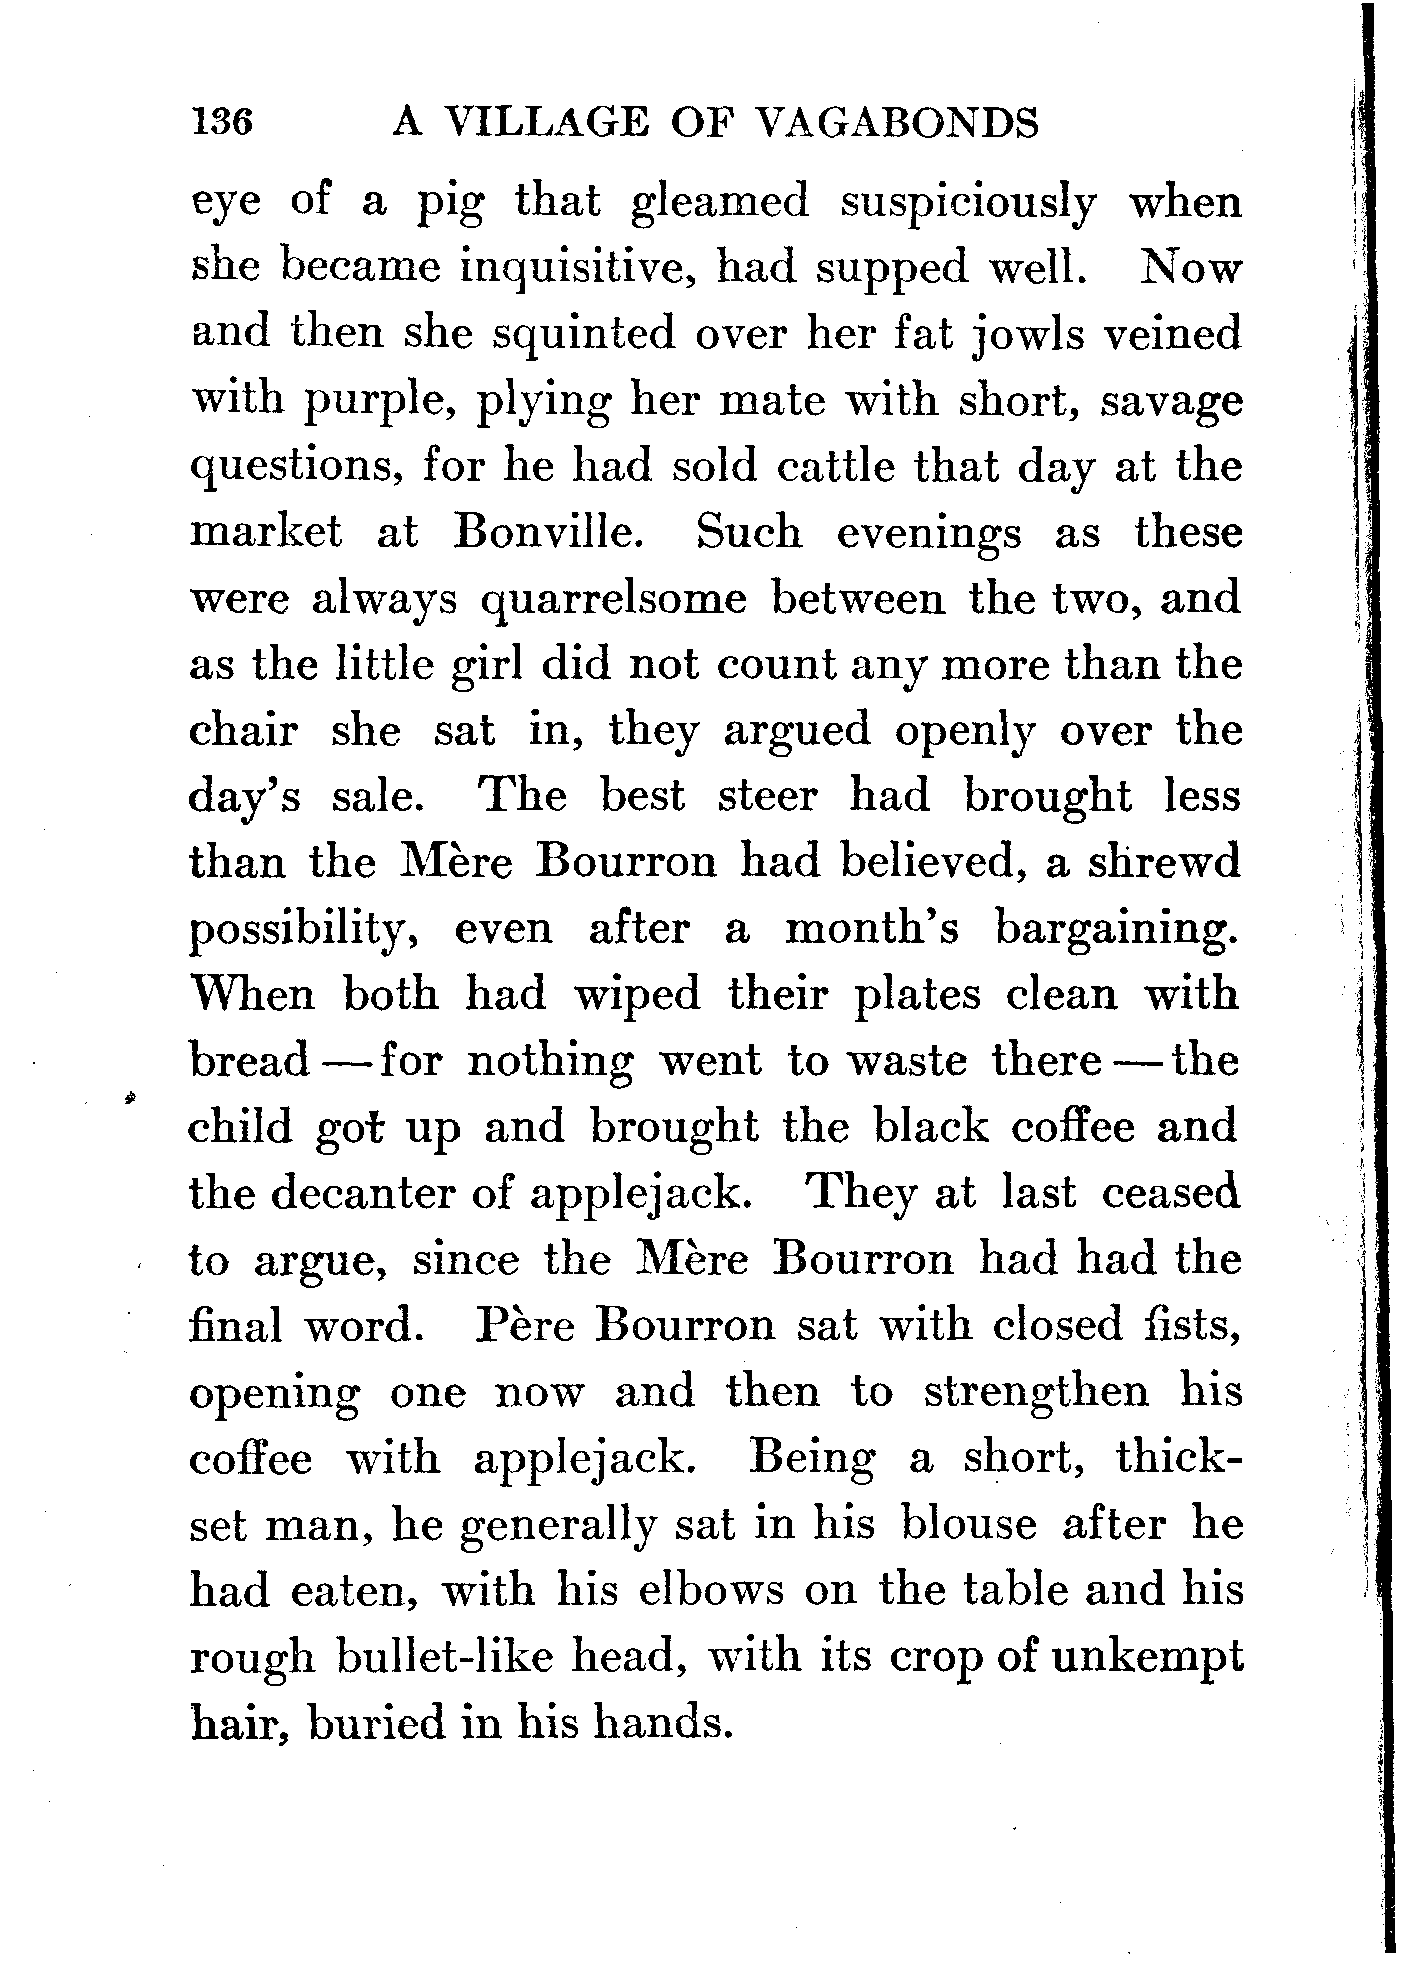 136 A VILLAGE OF VAGABONDS
eye of a pig that gleamed suspiciously when
she became inquisitive, had supped well. Now
and then she squinted over her fat jowls veined
with purple, plying her mate with short, savage
questions, for he had sold cattle that day at the
market at Bonville. Such evenings as these
were always quarrelsome between the two, and
as the little girl did not count any more than the
chair she sat in, they argued openly over the
day's sale. The best steer had brought less
than the Mère Bourron had believed, a shrewd
possibility, even after a month's bargaining.
When both had wiped their plates clean with
bread — for nothing went to waste there — the
child got up and brought the black coffee and
the decanter of applejack. They at last ceased
to argue, since the Mère Bourron had had the
final word. Père Bourron sat with closed fists,
opening one now and then to strengthen his
coffee with applejack. Being a short, thick-
set man, he generally sat in his blouse after he
had eaten, with his elbows on the table and his
rough bullet-like head, with its crop of unkempt
hair, buried in his hands.